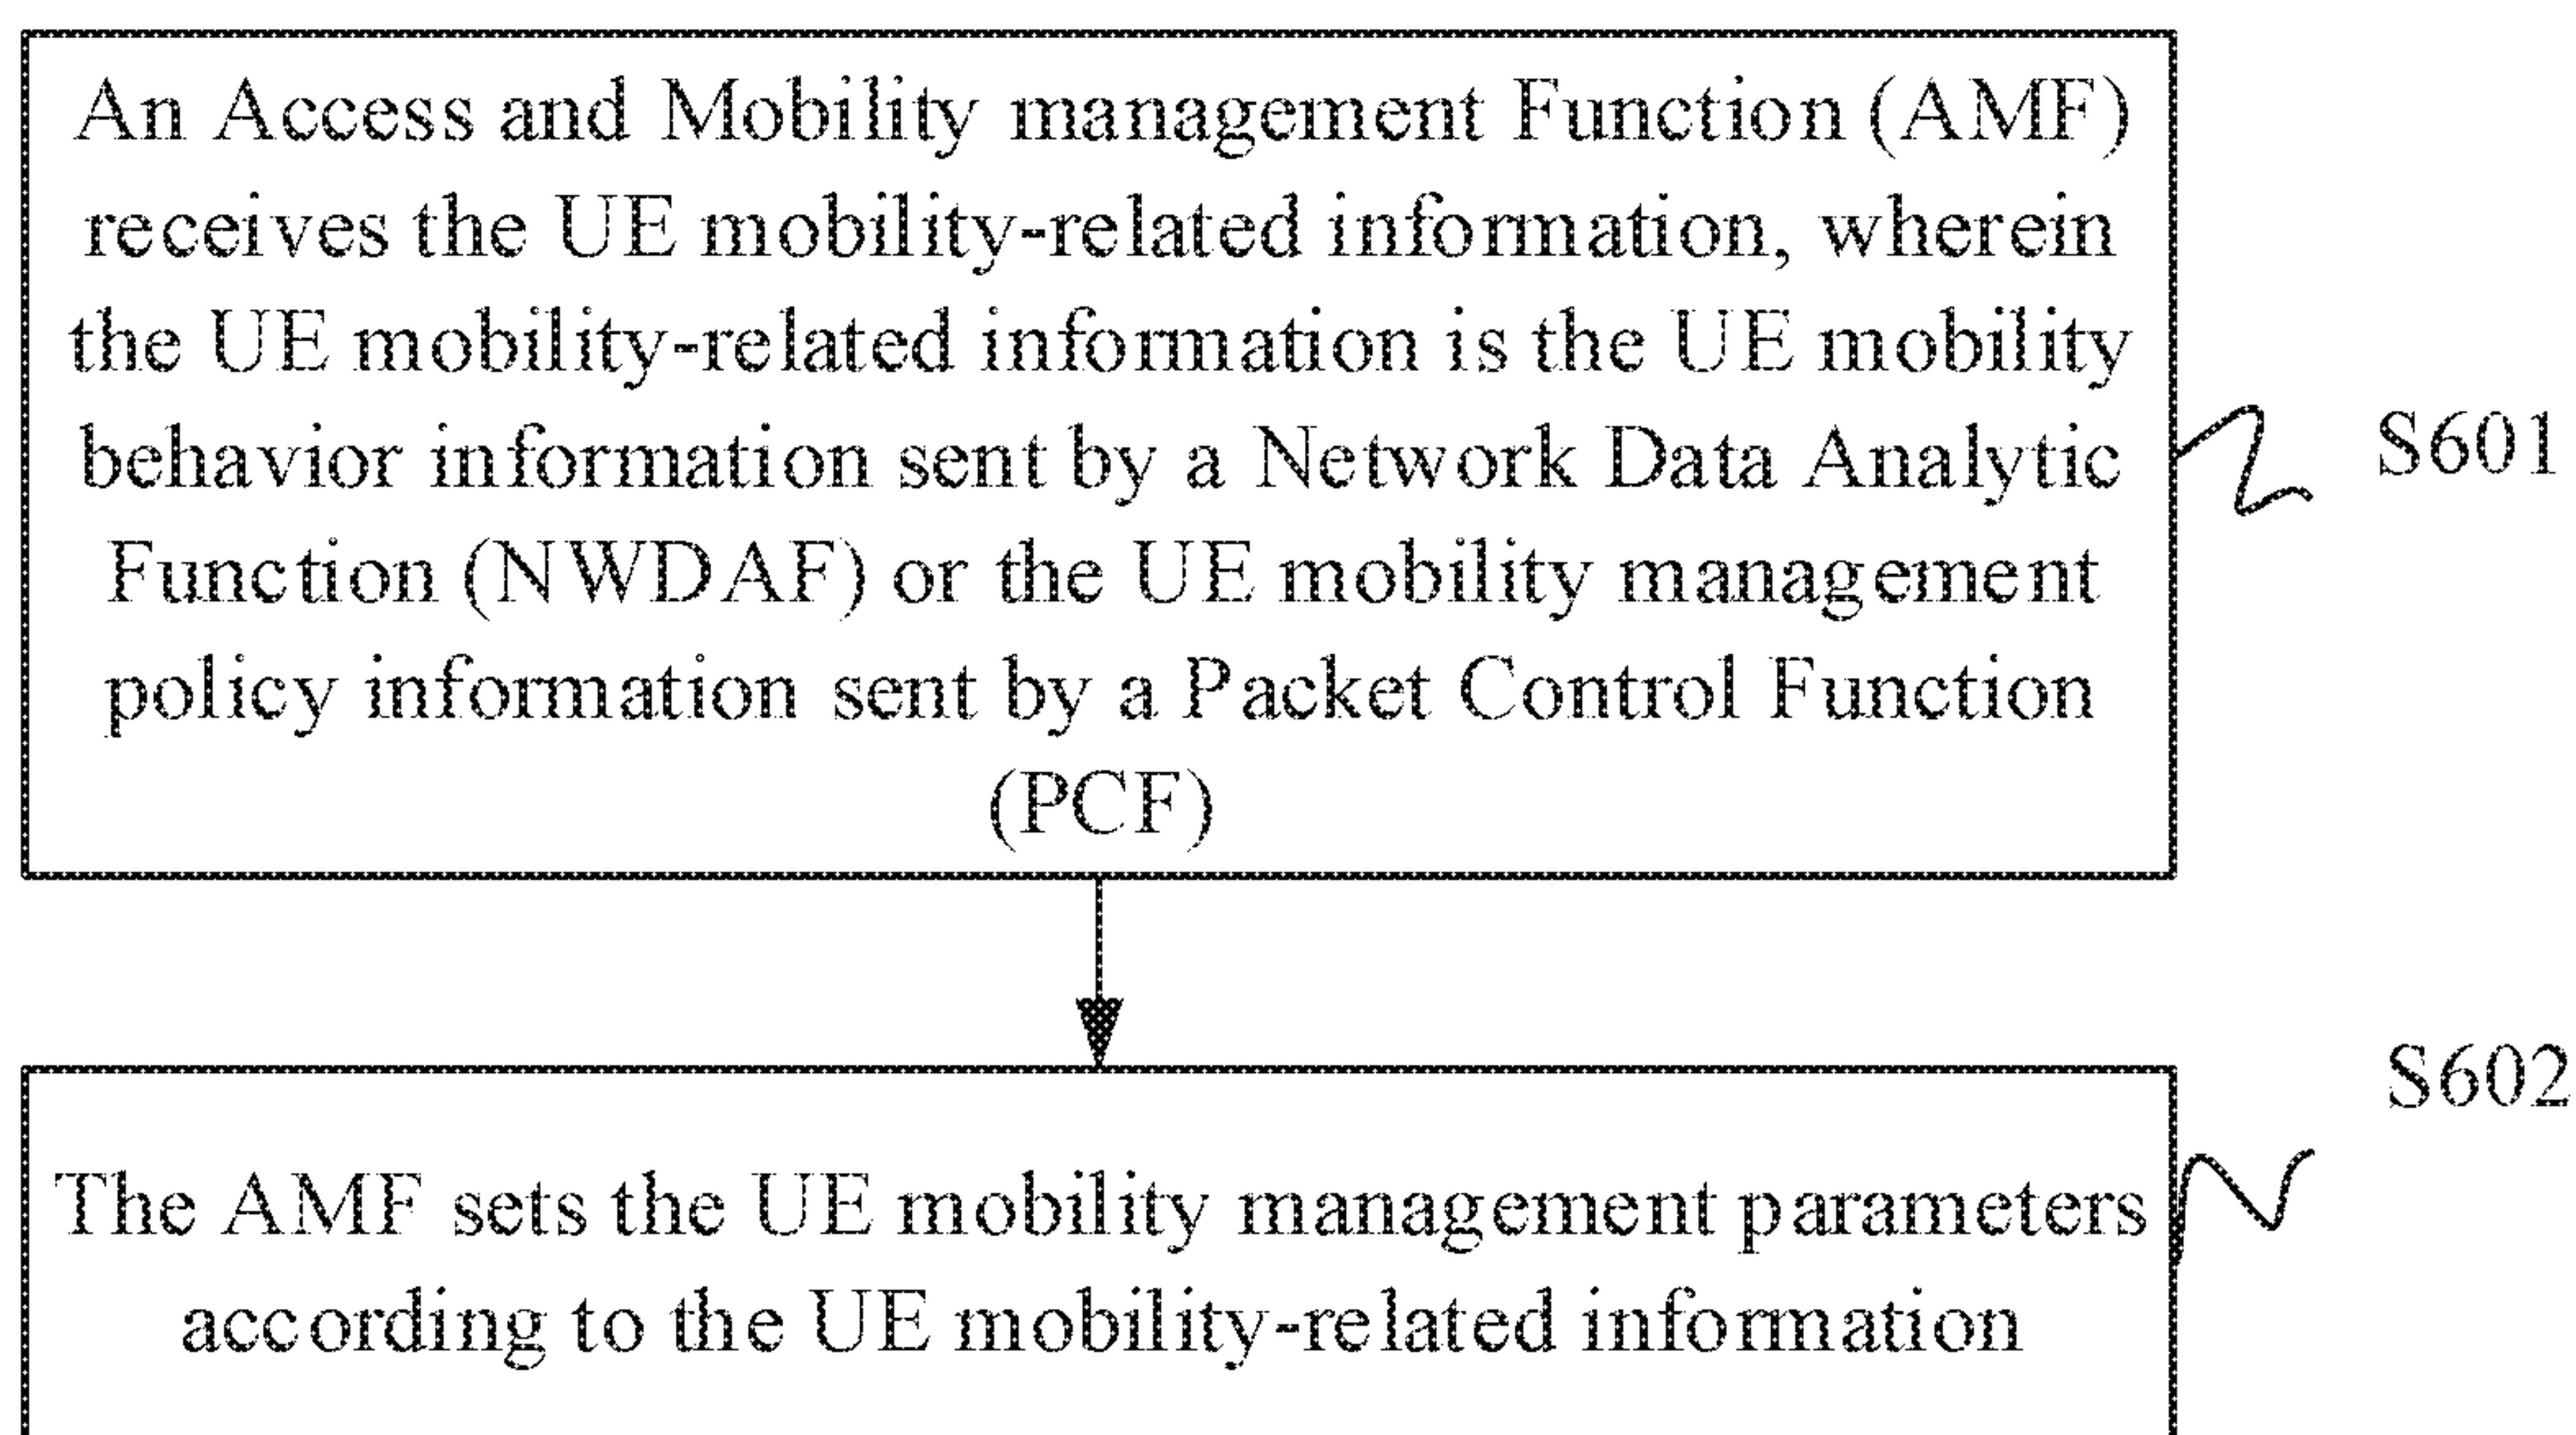 An Access and Mobility management Function (AMF)
receives the UE mobility-related information, wherein
the UE mobility-related information is the UE mobility
behavior information sent by a Network Data Analytic
Function (NWDAF) or the UE mobility management
policy information sent by a Packet Control Function
(PCF)
S601
S602
The AMF sets the UE mobility management parameters
according to the UE mobility-related information